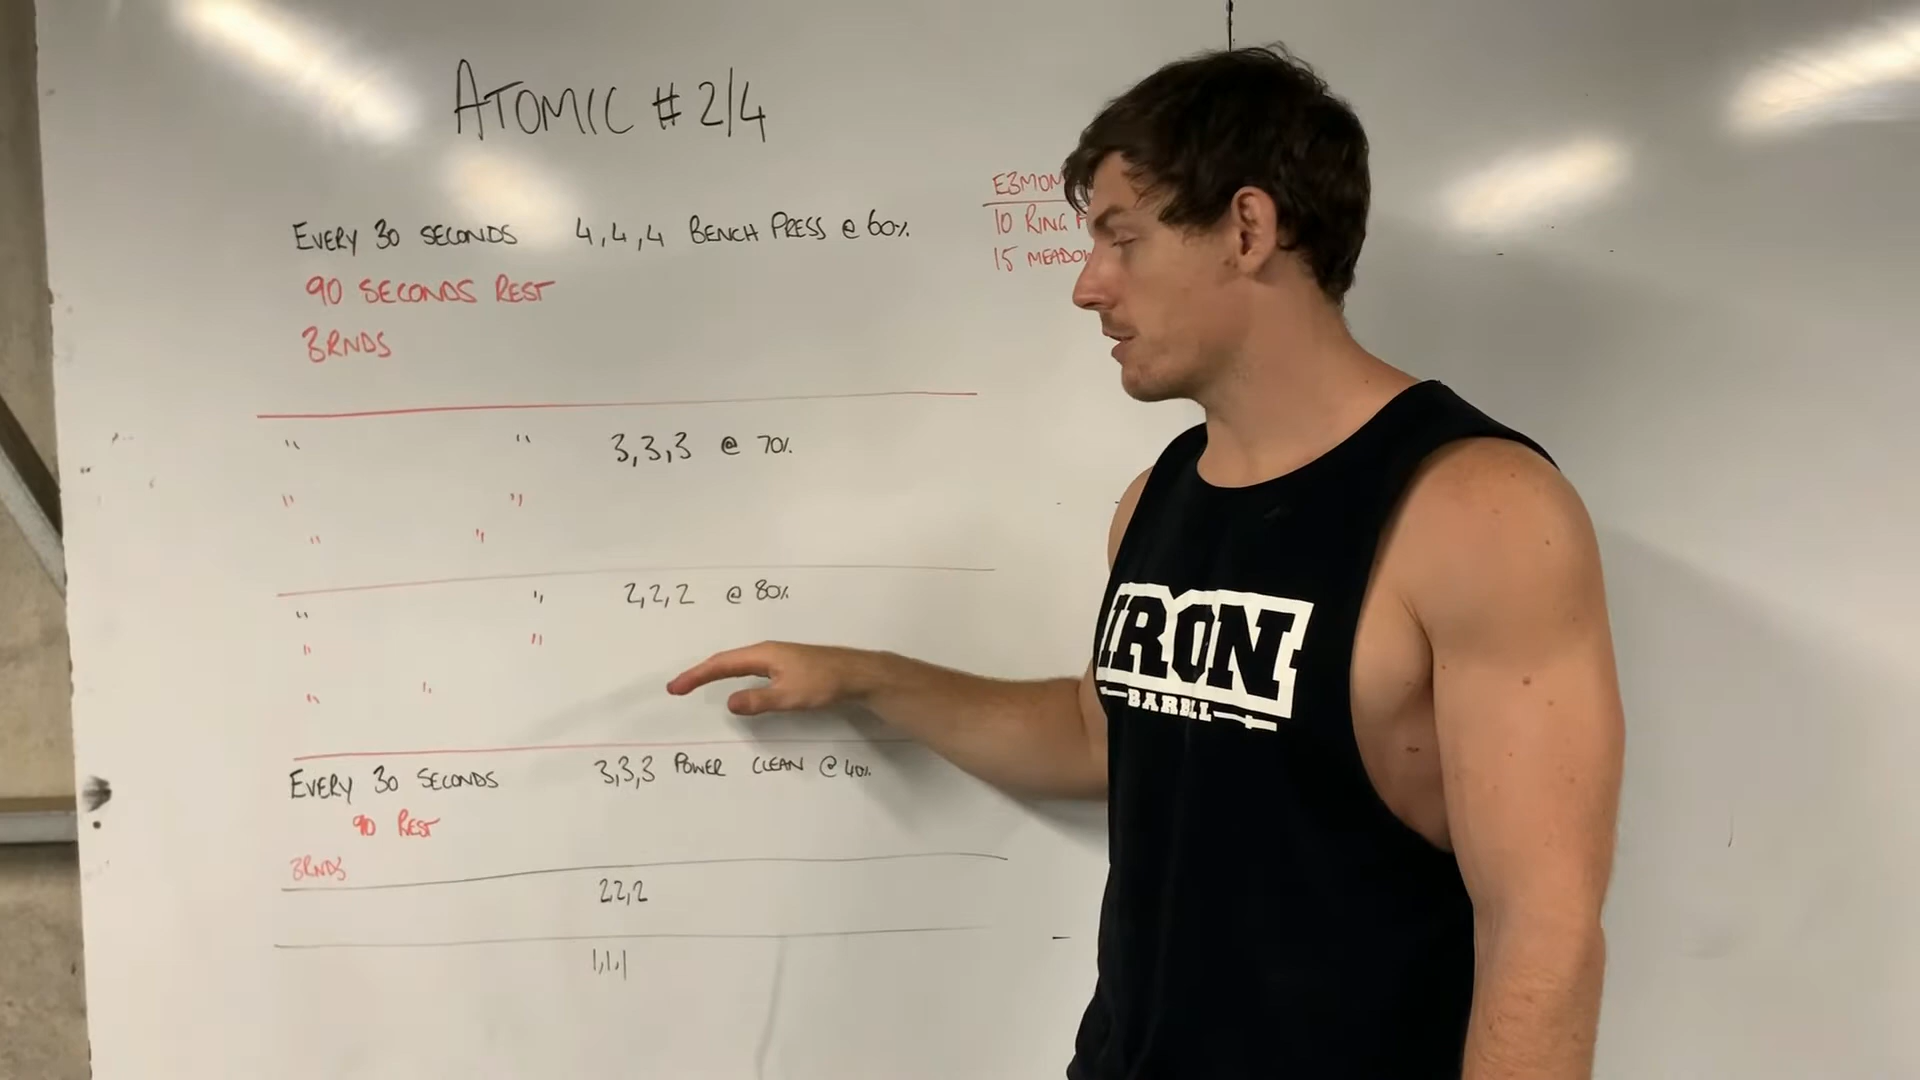 ATOMIC # 2/4
EVERY 30 SECONDS 4,4,4 BENCH PRESS @ 60%
90 SECONDS REST
3RNDS
E3MOM
10 RING
15 MEADOW
" " 3,3,3 @ 70%
" "
" "
" " 2,2,2 @ 80%
" "
" "
EVERY 30 SECONDS 3,3,3 POWER CLEAN @ 40%
90 REST
3RNDS
2,2,2
1,1,1
IRON
BARBELL